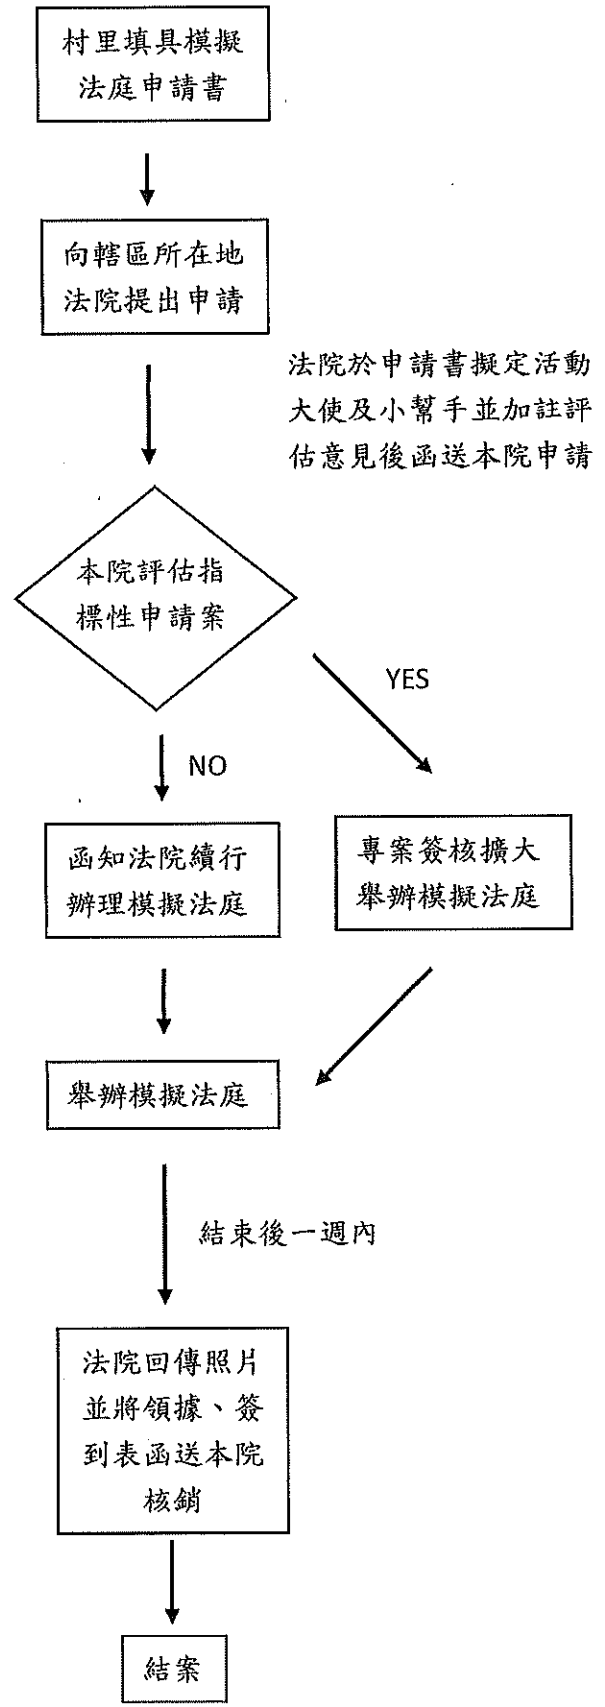 村里填具模擬
法庭申請書
向轄區所在地
法院提出申請
法院於申請書擬定活動
大使及小幫手並加註評
估意見後函送本院申請
本院評估指
標性申請案
YES
NO
函知法院續行
辦理模擬法庭
專案簽核擴大
舉辦模擬法庭
舉辦模擬法庭
結束後一週內
法院回傳照片
並將領據、簽
到表函送本院
核銷
結案